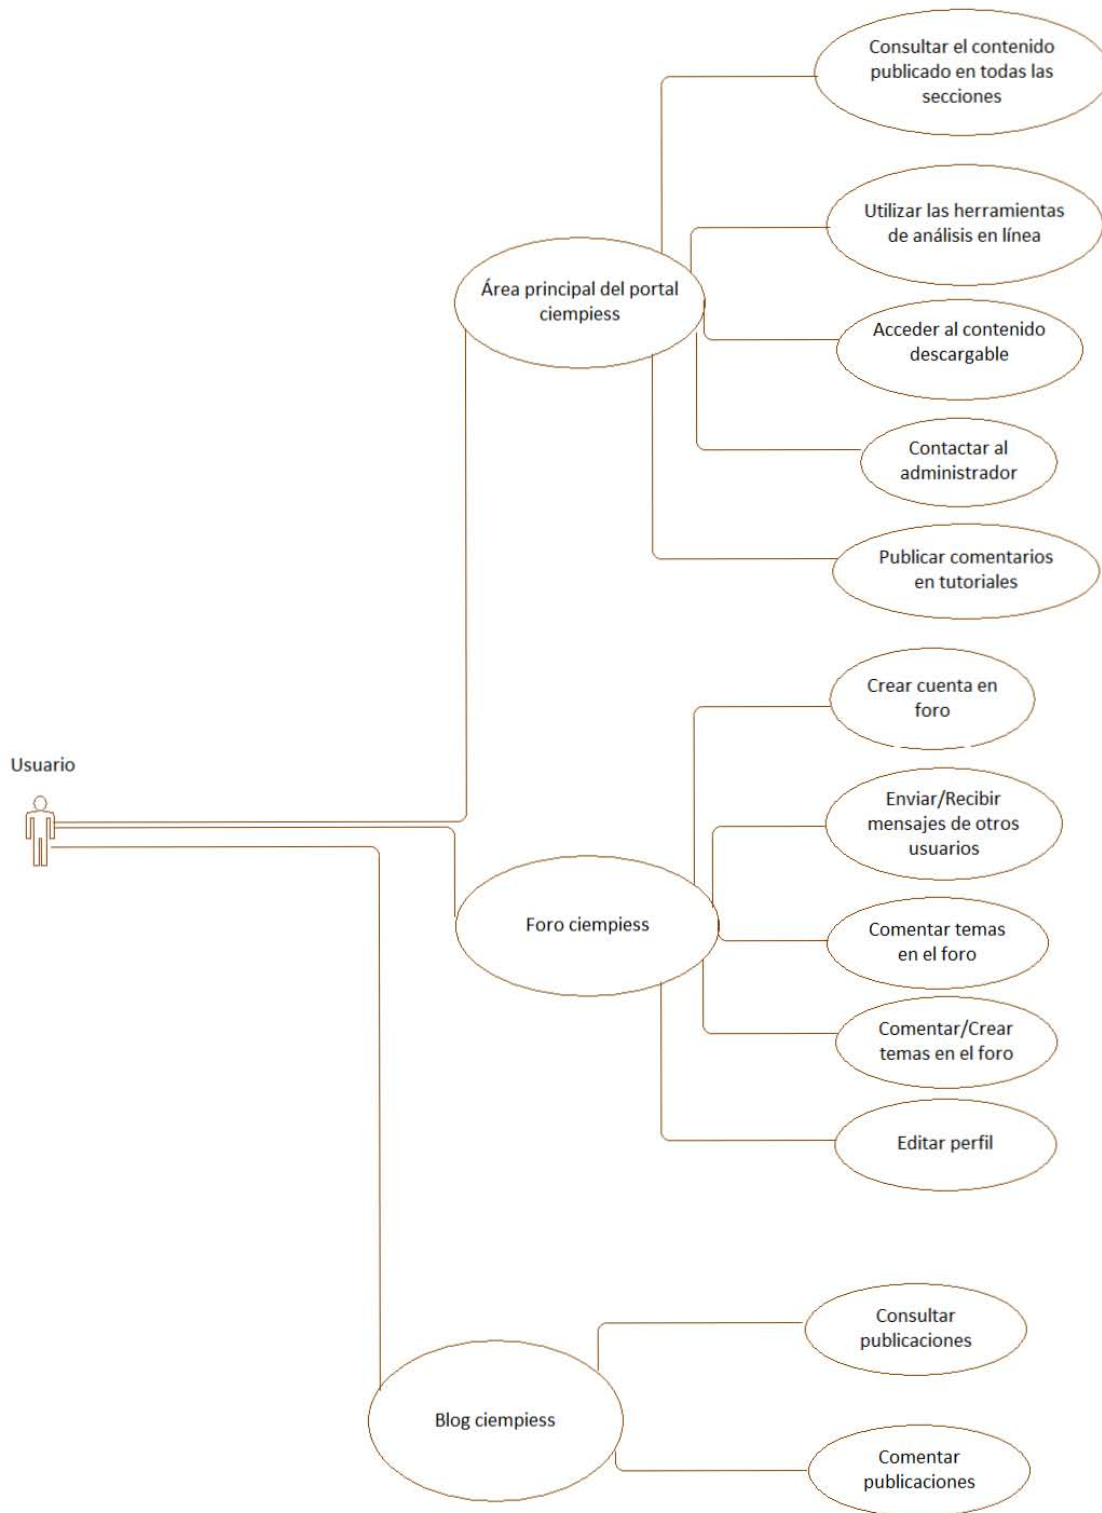 Consultar el contenido
publicado en todas las
secciones
Utilizar las herramientas
de análisis en línea
Área principal del portal
ciempiess
Acceder al contenido
descargable
Contactar al
administrador
Publicar comentarios
en tutoriales
Crear cuenta en
foro
Usuario
Enviar/Recibir
mensajes de otros
usuarios
Foro ciempiess
Comentar temas
en el foro
Comentar/Crear
temas en el foro
Editar perfil
Consultar
publicaciones
Blog ciempiess
Comentar
publicaciones